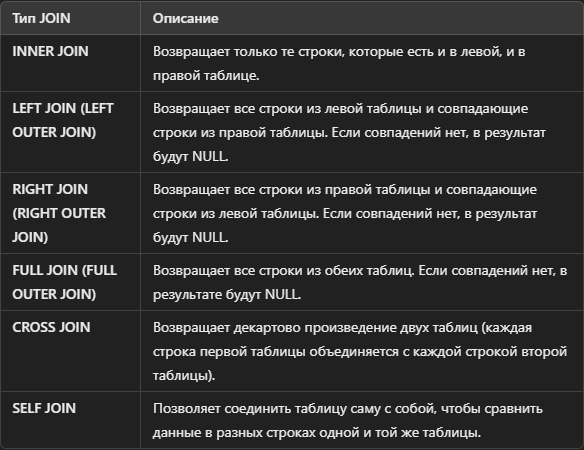 Тип JOIN Описание
INNER JOIN Возвращает только те строки, которые есть и в левой, и в
правой таблице.
LEFT JOIN (LEFT Возвращает все строки из левой таблицы и совпадающие
OUTER JOIN) строки из правой таблицы. Если совпадений нет, в результат
будут NULL.
RIGHT JOIN Возвращает все строки из правой таблицы и совпадающие
(RIGHT OUTER строки из левой таблицы. Если совпадений нет, в результат
JOIN) будут NULL.
FULL JOIN (FULL Возвращает все строки из обеих таблиц. Если совпадений нет, в
OUTER JOIN) результате будут NULL.
CROSS JOIN Возвращает декартово произведение двух таблиц (каждая
строка первой таблицы объединяется с каждой строкой второй
таблицы).
SELF JOIN Позволяет соединить таблицу саму с собой, чтобы сравнить
данные в разных строках одной и той же таблицы.